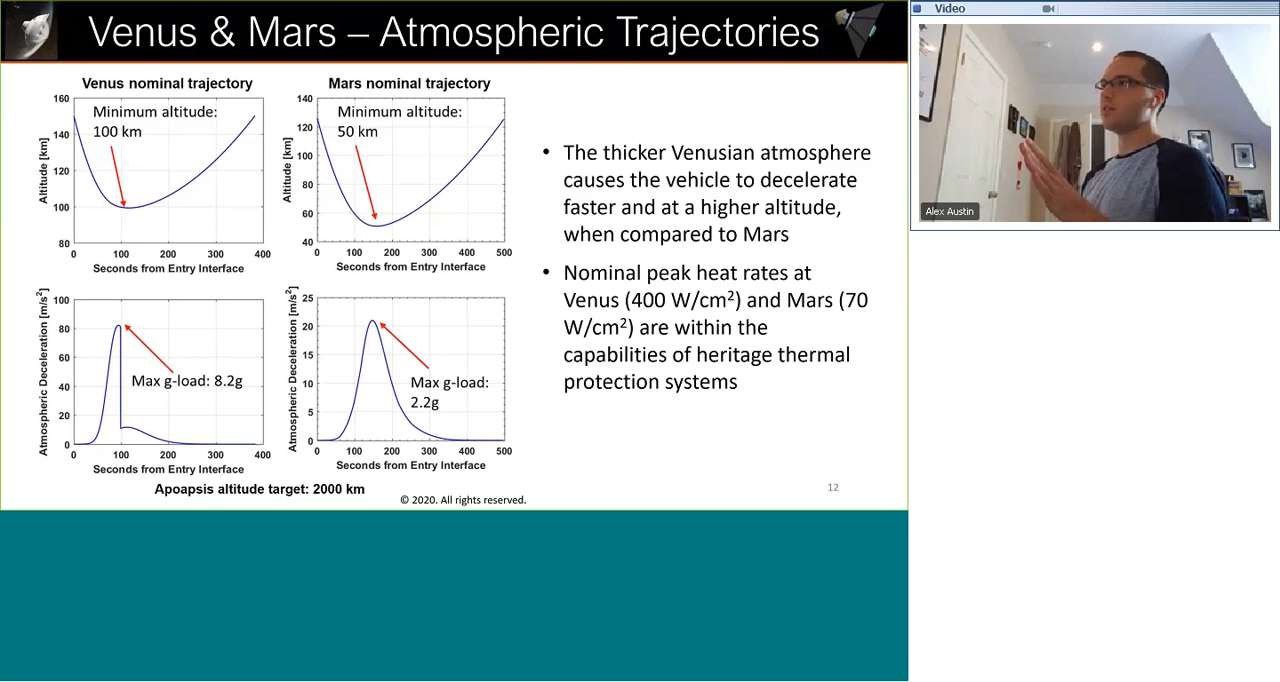 Venus & Mars – Atmospheric Trajectories
Venus nominal trajectory
160
140
120
100
80
Altitude [km]
Minimum altitude:
100 km
0 100 200 300 400
Seconds from Entry Interface
Mars nominal trajectory
140
120
100
80
60
40
Altitude [km]
Minimum altitude:
50 km
0 100 200 300 400 500
Seconds from Entry Interface
100
80
60
40
20
0
Atmospheric Deceleration [m/s²]
Max g-load: 8.2g
0 100 200 300 400
Seconds from Entry Interface
25
20
15
10
5
0
Atmospheric Deceleration [m/s²]
Max g-load:
2.2g
0 100 200 300 400 500
Seconds from Entry Interface
Apoapsis altitude target: 2000 km
• The thicker Venusian atmosphere
causes the vehicle to decelerate
faster and at a higher altitude,
when compared to Mars
• Nominal peak heat rates at
Venus (400 W/cm²) and Mars (70
W/cm²) are within the
capabilities of heritage thermal
protection systems
12
© 2020. All rights reserved.
Video
Alex Austin